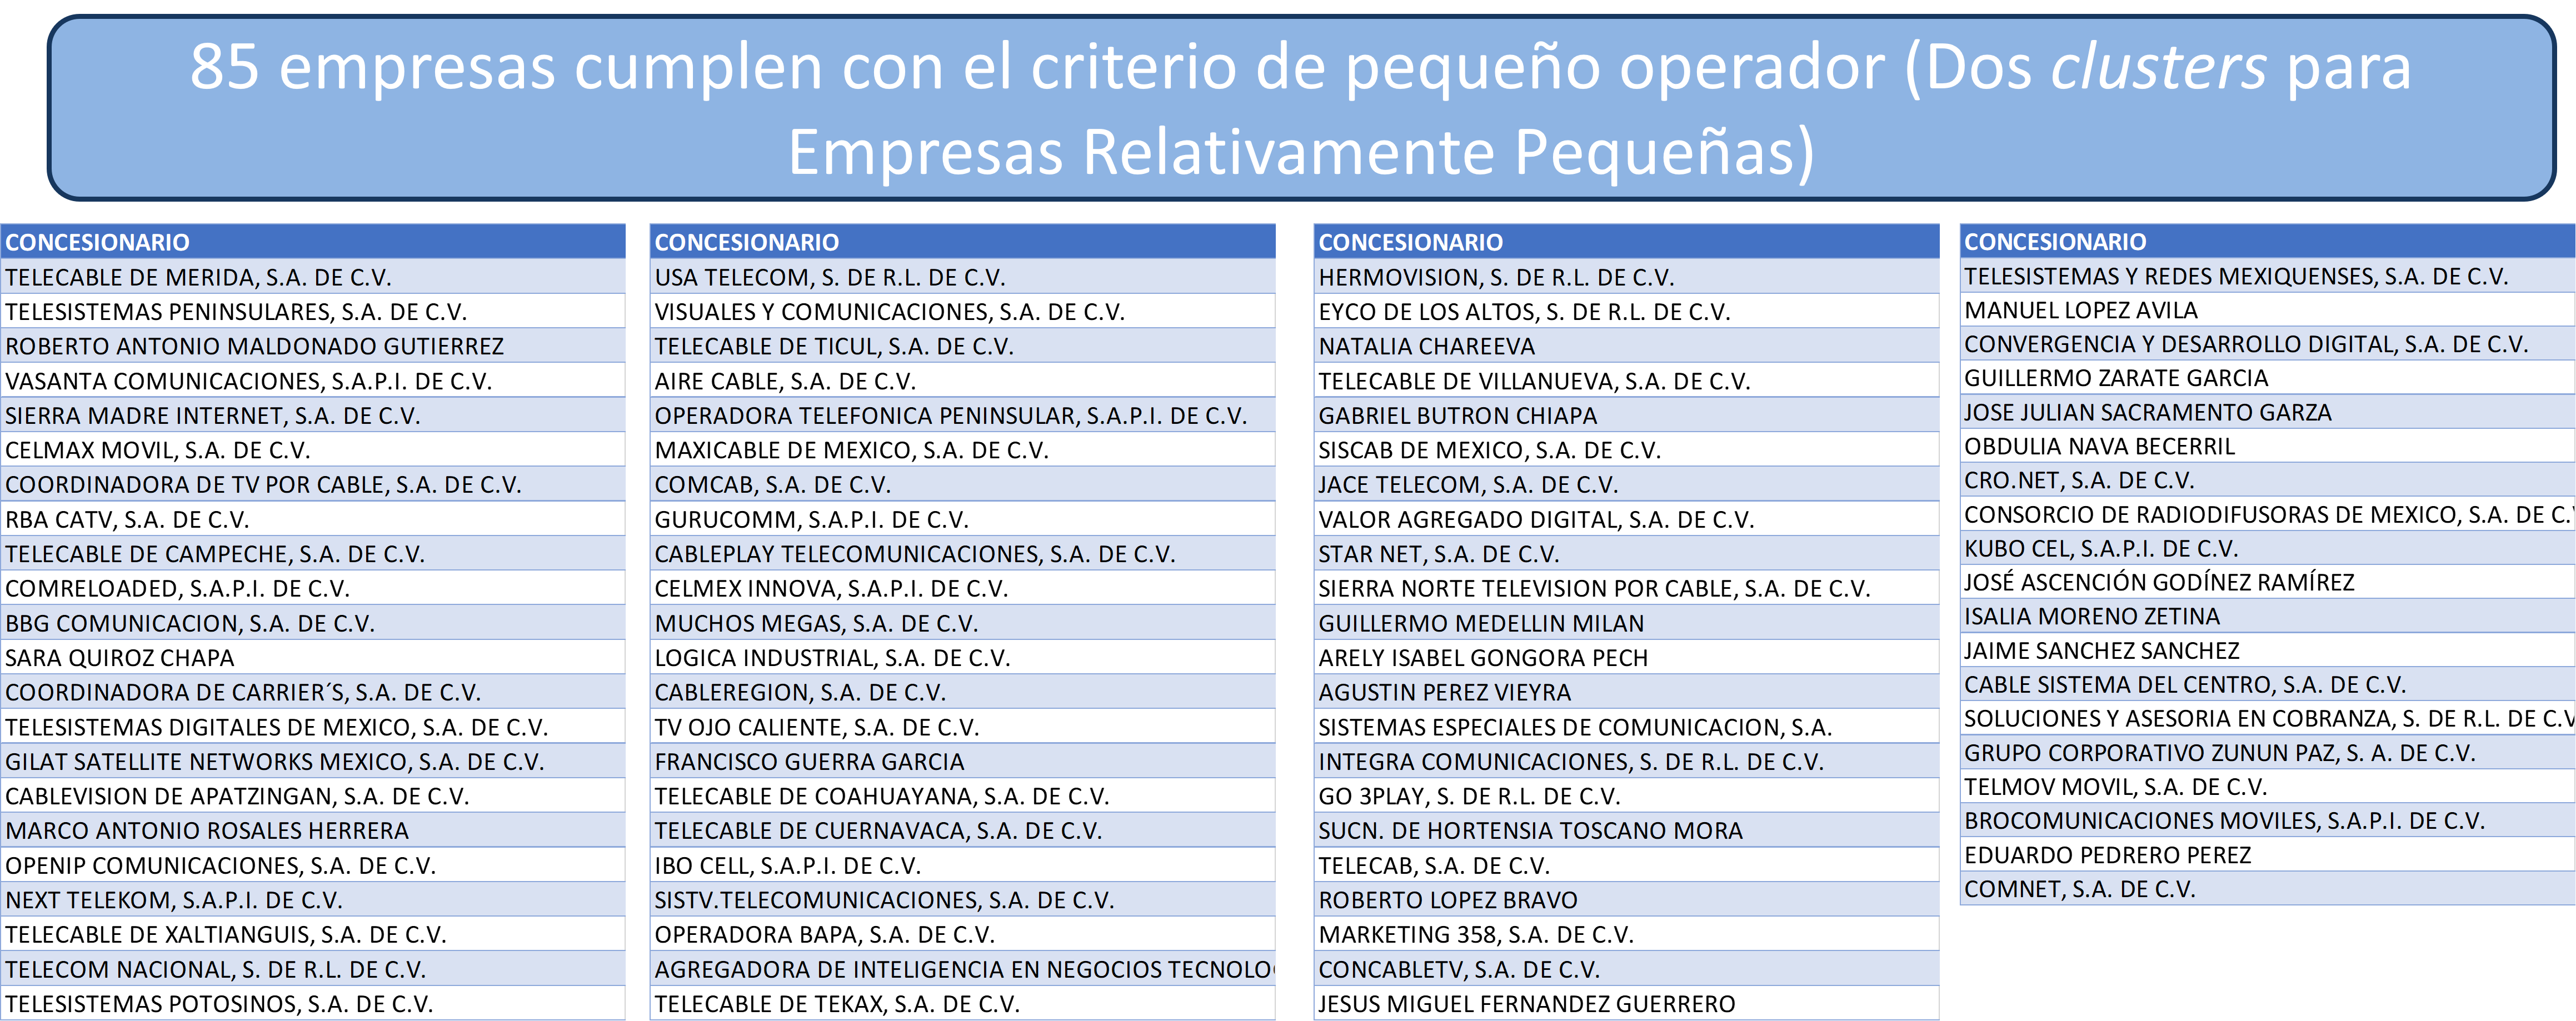 85 empresas cumplen con el criterio de pequeño operador (Dos clusters para
Empresas Relativamente Pequeñas)
CONCESIONARIO
TELECABLE DE MERIDA, S.A. DE C.V.
TELESISTEMAS PENINSULARES, S.A. DE C.V.
ROBERTO ANTONIO MALDONADO GUTIERREZ
VASANTA COMUNICACIONES, S.A.P.I. DE C.V.
SIERRA MADRE INTERNET, S.A. DE C.V.
CELMAX MOVIL, S.A. DE C.V.
COORDINADORA DE TV POR CABLE, S.A. DE C.V.
RBA CATV, S.A. DE C.V.
TELECABLE DE CAMPECHE, S.A. DE C.V.
COMRELOADED, S.A.P.I. DE C.V.
BBG COMUNICACION, S.A. DE C.V.
SARA QUIROZ CHAPA
COORDINADORA DE CARRIER´S, S.A. DE C.V.
TELESISTEMAS DIGITALES DE MEXICO, S.A. DE C.V.
GILAT SATELLITE NETWORKS MEXICO, S.A. DE C.V.
CABLEVISION DE APATZINGAN, S.A. DE C.V.
MARCO ANTONIO ROSALES HERRERA
OPENIP COMUNICACIONES, S.A. DE C.V.
NEXT TELEKOM, S.A.P.I. DE C.V.
TELECABLE DE XALTIANGUIS, S.A. DE C.V.
TELECOM NACIONAL, S. DE R.L. DE C.V.
TELESISTEMAS POTOSINOS, S.A. DE C.V.
CONCESIONARIO
USA TELECOM, S. DE R.L. DE C.V.
VISUALES Y COMUNICACIONES, S.A. DE C.V.
TELECABLE DE TICUL, S.A. DE C.V.
AIRE CABLE, S.A. DE C.V.
OPERADORA TELEFONICA PENINSULAR, S.A.P.I. DE C.V.
MAXICABLE DE MEXICO, S.A. DE C.V.
COMCAB, S.A. DE C.V.
GURUCOMM, S.A.P.I. DE C.V.
CABLEPLAY TELECOMUNICACIONES, S.A. DE C.V.
CELMEX INNOVA, S.A.P.I. DE C.V.
MUCHOS MEGAS, S.A. DE C.V.
LOGICA INDUSTRIAL, S.A. DE C.V.
CABLEREGION, S.A. DE C.V.
TV OJO CALIENTE, S.A. DE C.V.
FRANCISCO GUERRA GARCIA
TELECABLE DE COAHUAYANA, S.A. DE C.V.
TELECABLE DE CUERNAVACA, S.A. DE C.V.
IBO CELL, S.A.P.I. DE C.V.
SISTV.TELECOMUNICACIONES, S.A. DE C.V.
OPERADORA BAPA, S.A. DE C.V.
AGREGADORA DE INTELIGENCIA EN NEGOCIOS TECNOLO
TELECABLE DE TEKAX, S.A. DE C.V.
CONCESIONARIO
HERMOVISION, S. DE R.L. DE C.V.
EYCO DE LOS ALTOS, S. DE R.L. DE C.V.
NATALIA CHAREEVA
TELECABLE DE VILLANUEVA, S.A. DE C.V.
GABRIEL BUTRON CHIAPA
SISCAB DE MEXICO, S.A. DE C.V.
JACE TELECOM, S.A. DE C.V.
VALOR AGREGADO DIGITAL, S.A. DE C.V.
STAR NET, S.A. DE C.V.
SIERRA NORTE TELEVISION POR CABLE, S.A. DE C.V.
GUILLERMO MEDELLIN MILAN
ARELY ISABEL GONGORA PECH
AGUSTIN PEREZ VIEYRA
SISTEMAS ESPECIALES DE COMUNICACION, S.A.
INTEGRA COMUNICACIONES, S. DE R.L. DE C.V.
GO 3PLAY, S. DE R.L. DE C.V.
SUCN. DE HORTENSIA TOSCANO MORA
TELECAB, S.A. DE C.V.
ROBERTO LOPEZ BRAVO
MARKETING 358, S.A. DE C.V.
CONCABLETV, S.A. DE C.V.
JESUS MIGUEL FERNANDEZ GUERRERO
CONCESIONARIO
TELESISTEMAS Y REDES MEXIQUENSES, S.A. DE C.V.
MANUEL LOPEZ AVILA
CONVERGENCIA Y DESARROLLO DIGITAL, S.A. DE C.V.
GUILLERMO ZARATE GARCIA
JOSE JULIAN SACRAMENTO GARZA
OBDULIA NAVA BECERRIL
CRO.NET, S.A. DE C.V.
CONSORCIO DE RADIODIFUSORAS DE MEXICO, S.A. DE C.
KUBO CEL, S.A.P.I. DE C.V.
JOSÉ ASCENCIÓN GODÍNEZ RAMÍREZ
ISALIA MORENO ZETINA
JAIME SANCHEZ SANCHEZ
CABLE SISTEMA DEL CENTRO, S.A. DE C.V.
SOLUCIONES Y ASESORIA EN COBRANZA, S. DE R.L. DE C.V
GRUPO CORPORATIVO ZUNUN PAZ, S. A. DE C.V.
TELMOV MOVIL, S.A. DE C.V.
BROCOMUNICACIONES MOVILES, S.A.P.I. DE C.V.
EDUARDO PEDRERO PEREZ
COMNET, S.A. DE C.V.